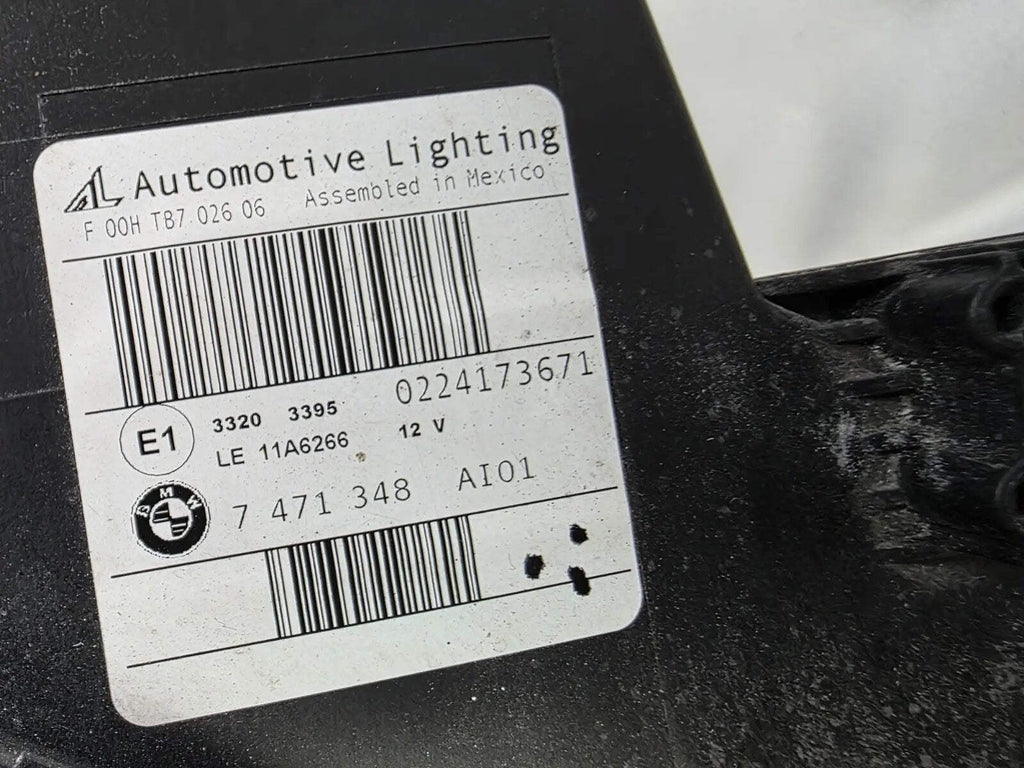 AL Automotive Lighting
F 00H TB7 026 06 Assembled in Mexico
0224173671
E1 3320 3395
LE 11A6266 12 V
BMW 7 471 348 AI01